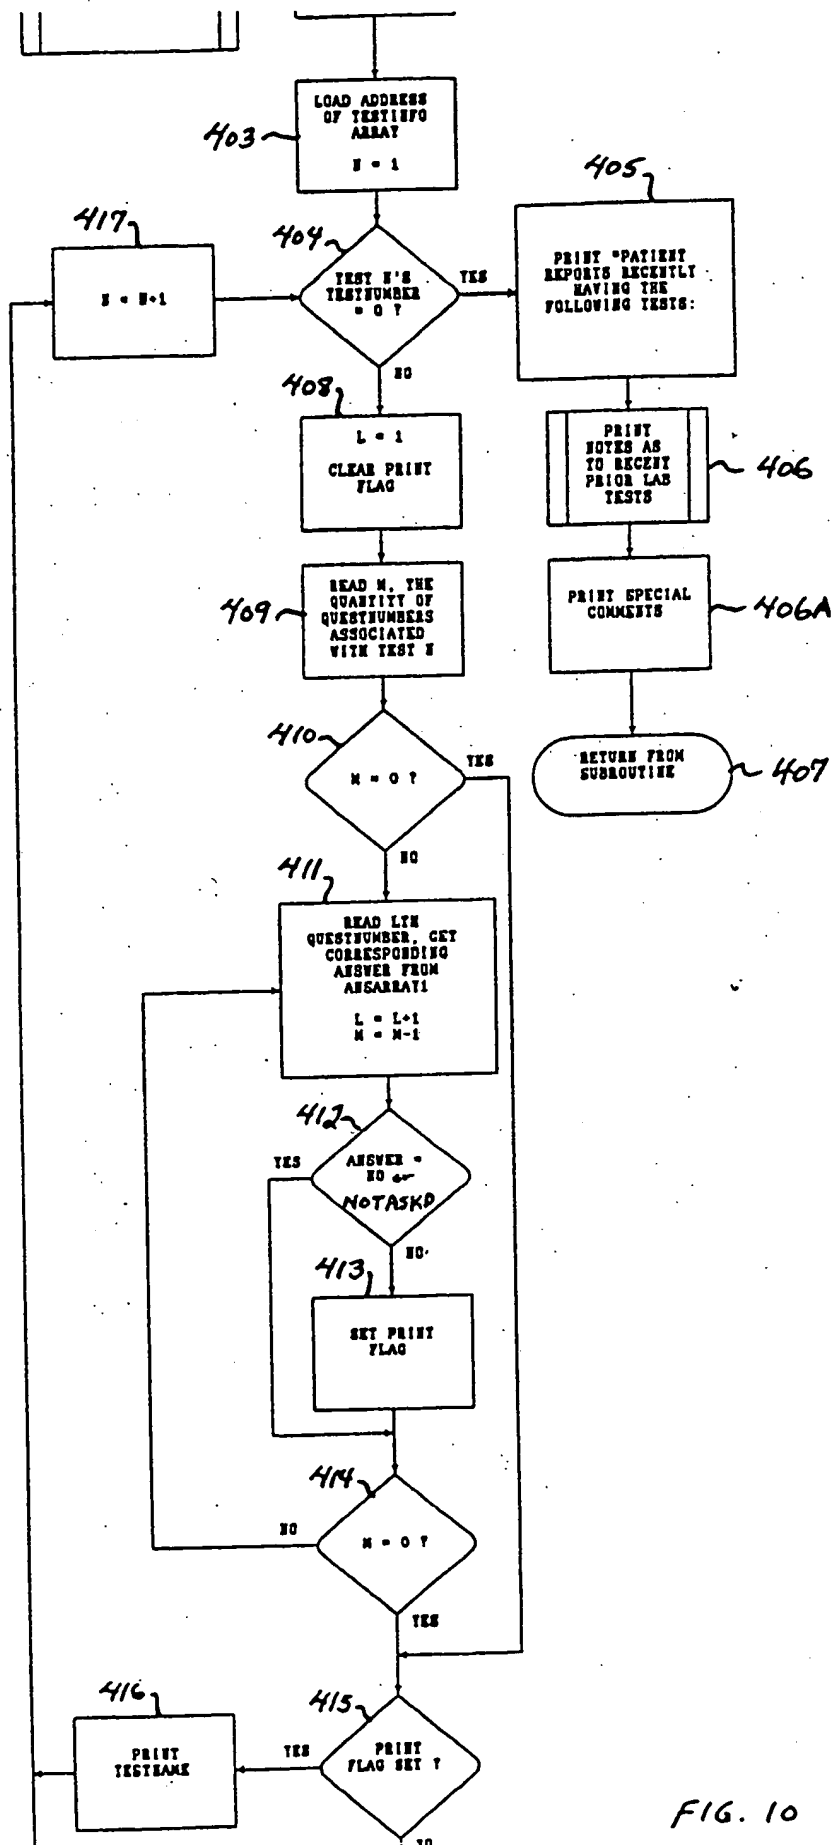 LOAD ADDRESS
OF TESTINFO
ARRAY
N = 1
403
405
417
404
N = N+1
TEST N'S
TESTNUMBER
= 0 ?
YES
PRINT "PATIENT
REPORTS RECENTLY
HAVING THE
FOLLOWING TESTS:
NO
408
L = 1
CLEAR PRINT
FLAG
PRINT
NOTES AS
TO RECENT
PRIOR LAB
TESTS
406
READ M, THE
QUANTITY OF
QUESTNUMBERS
ASSOCIATED
WITH TEST N
409
PRINT SPECIAL
COMMENTS
406A
410
M = 0 ?
YES
RETURN FROM
SUBROUTINE
407
NO
411
READ LTH
QUESTNUMBER, GET
CORRESPONDING
ANSWER FROM
ANSARRAY1
L = L+1
M = M-1
412
YES
ANSWER =
NO or
NOTASKD
NO
413
SET PRINT
FLAG
414
NO
M = 0 ?
YES
416
415
PRINT
TESTNAME
YES
PRINT
FLAG SET ?
NO
FIG. 10